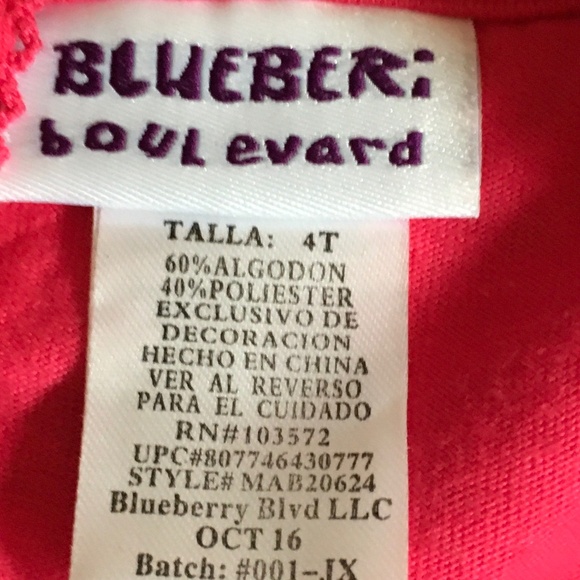 BLUEBERi
bouLevard
TALLA: 4T
60%ALGODON
40%POLIESTER
EXCLUSIVO DE
DECORACION
HECHO EN CHINA
VER AL REVERSO
PARA EL CUIDADO
RN#103572
UPC#807746430777
STYLE# MAB20624
Blueberry Blvd LLC
OCT 16
Batch: #001-JX